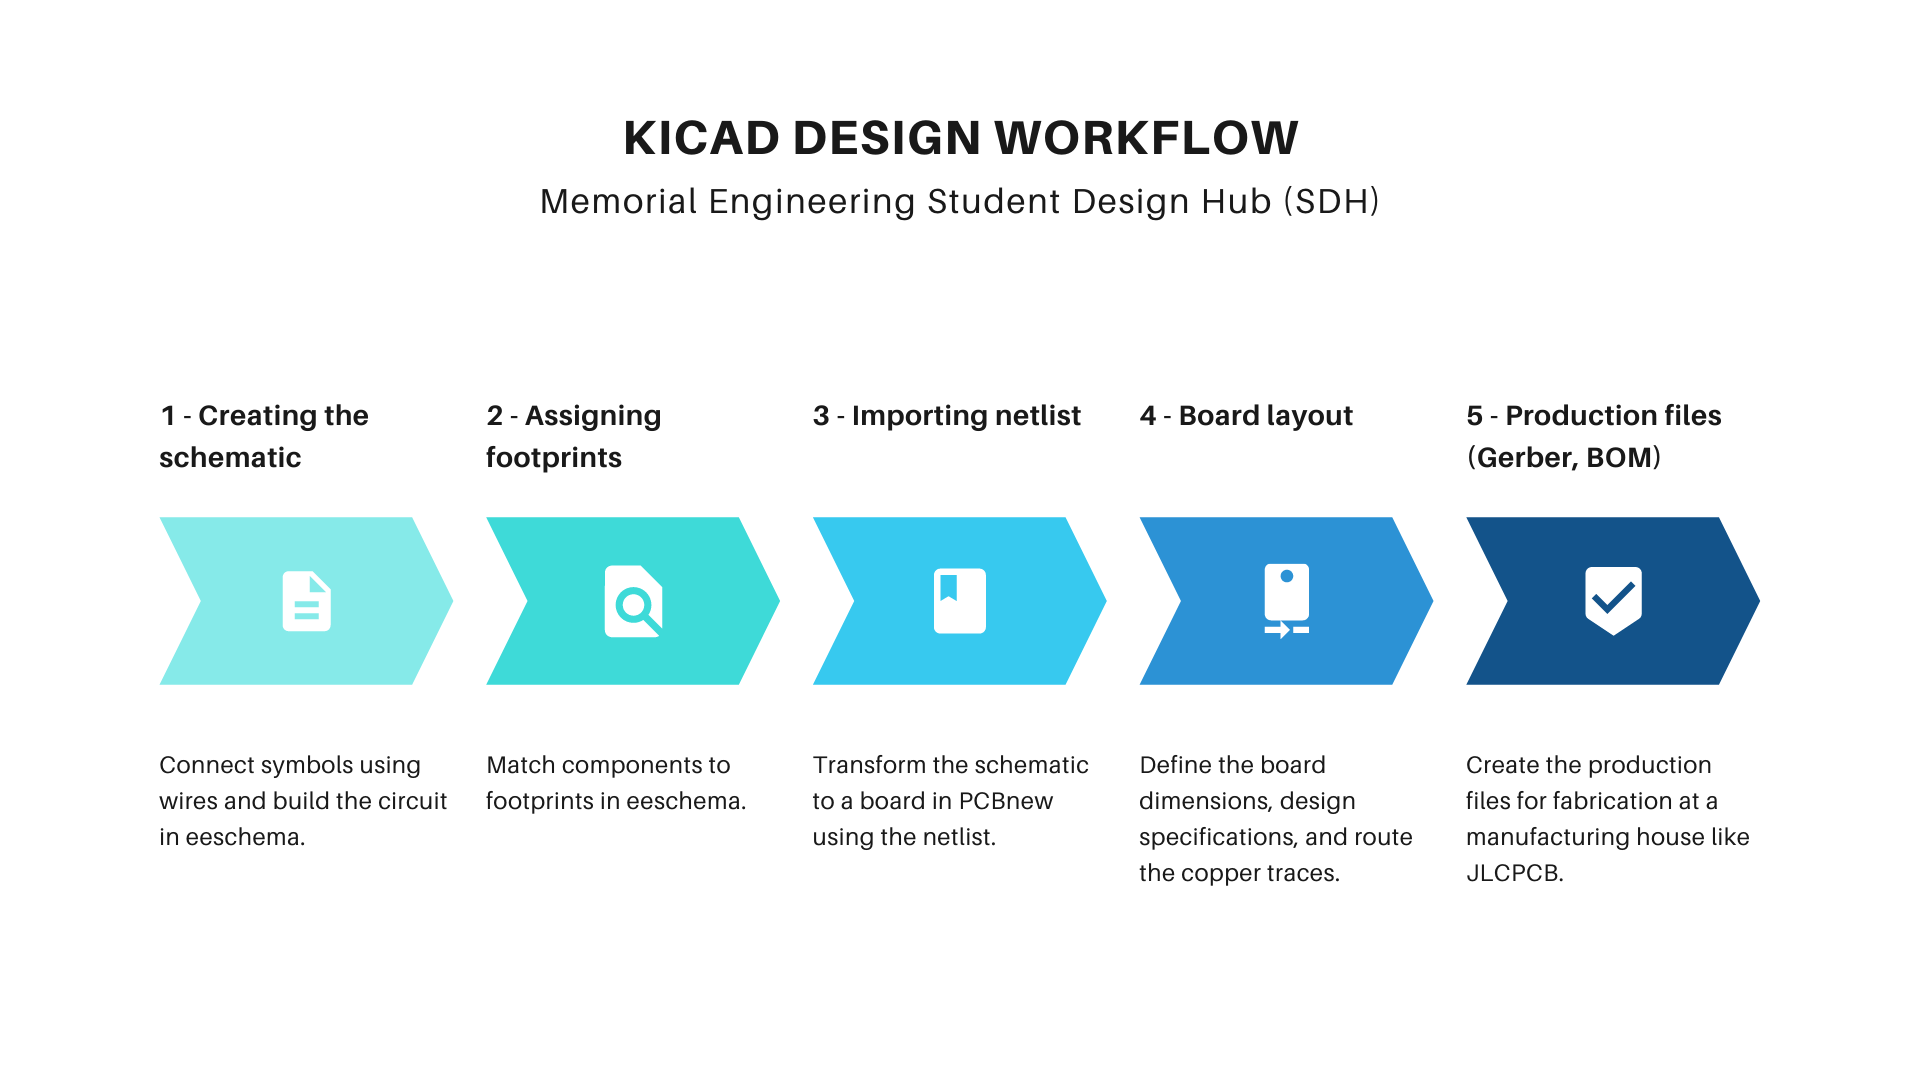 KICAD DESIGN WORKFLOW
Memorial Engineering Student Design Hub (SDH)
1 - Creating the
schematic
2 - Assigning
footprints
3 - Importing netlist
4 - Board layout
5 - Production files
(Gerber, BOM)
Connect symbols using
wires and build the circuit
in eeschema.
Match components to
footprints in eeschema.
Transform the schematic
to a board in PCBnew
using the netlist.
Define the board
dimensions, design
specifications, and route
the copper traces.
Create the production
files for fabrication at a
manufacturing house like
JLCPCB.